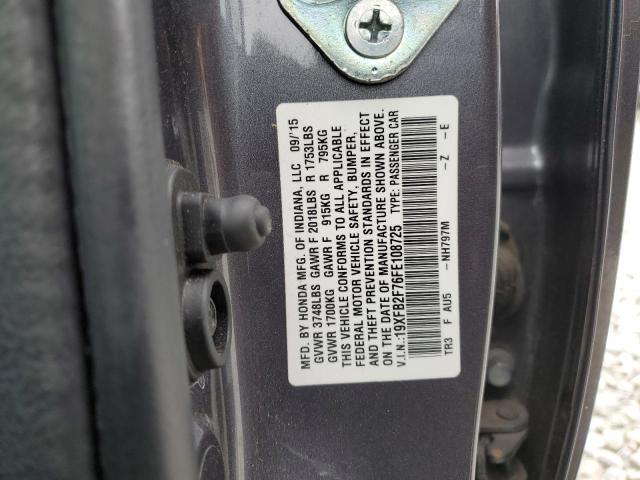 MFD. BY HONDA MFG. OF INDIANA, LLC 09/'15
GVWR 3748LBS GAWR F 2018LBS R 1753LBS
GVWR 1700KG GAWR F 915KG R 795KG
THIS VEHICLE CONFORMS TO ALL APPLICABLE
FEDERAL MOTOR VEHICLE SAFETY, BUMPER,
AND THEFT PREVENTION STANDARDS IN EFFECT
ON THE DATE OF MANUFACTURE SHOWN ABOVE.
V.I.N.:19XFB2F76FE108725 TYPE: PASSENGER CAR
TR3 F AU5 -NH797M -Z -E